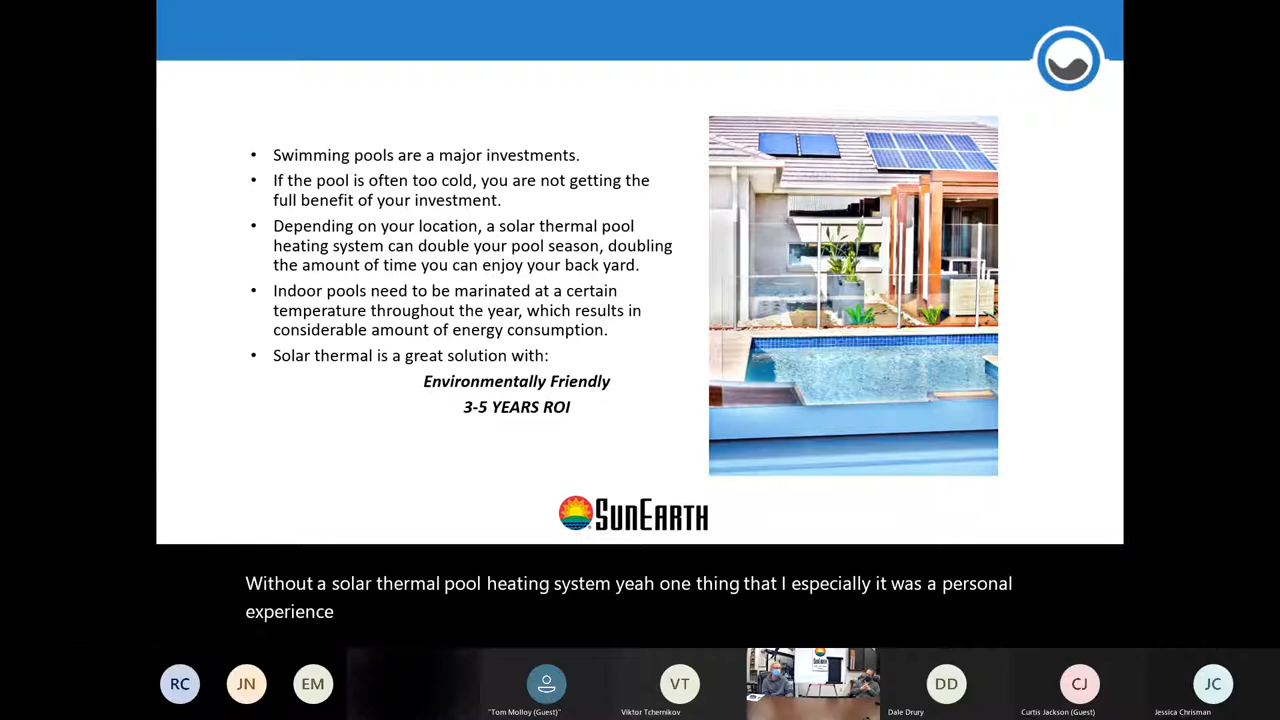 Swimming pools are a major investments.
If the pool is often too cold, you are not getting the
full benefit of your investment.
Depending on your location, a solar thermal pool
heating system can double your pool season, doubling
the amount of time you can enjoy your back yard.
Indoor pools need to be marinated at a certain
temperature throughout the year, which results in
considerable amount of energy consumption.
Solar thermal is a great solution with:
Environmentally Friendly
3-5 YEARS ROI
SUNEARTH
Without a solar thermal pool heating system yeah one thing that I especially it was a personal
experience
RC
JN
EM
VT
SUNEARTH
DD
CJ
JC
"Tom Molloy (Guest)"
Viktor Tchernikov
Dale Drury
Curtis Jackson (Guest)
Jessica Chrisman